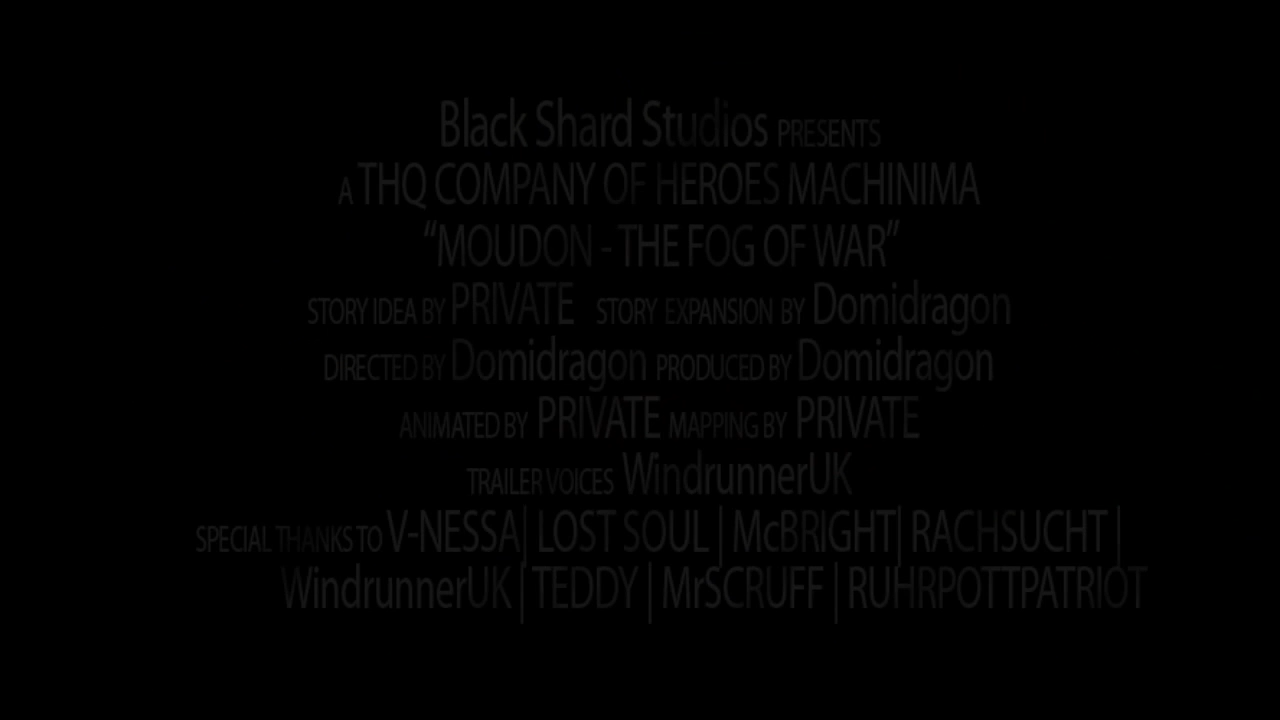 Black Shard Studios PRESENTS
A THQ COMPANY OF HEROES MACHINIMA
“MOUDON - THE FOG OF WAR”
STORY IDEA BY PRIVATE STORY EXPANSION BY Domidragon
DIRECTED BY Domidragon PRODUCED BY Domidragon
ANIMATED BY PRIVATE MAPPING BY PRIVATE
TRAILER VOICES WindrunnerUK
SPECIAL THANKS TO V-NESSA| LOST SOUL | McBRIGHT| RACHSUCHT |
WindrunnerUK | TEDDY | MrSCRUFF | RUHRPOTTPATRIOT